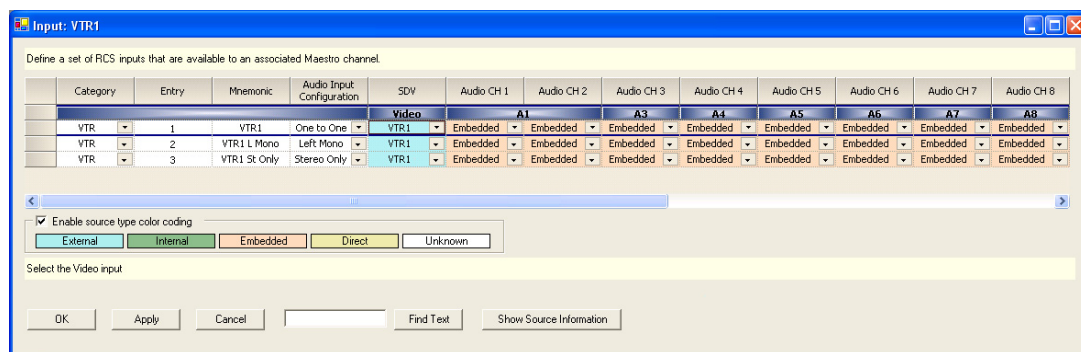 Input: VTR1
Define a set of RCS inputs that are available to an associated Maestro channel.
Category Entry Mnemonic Audio Input Configuration SDV Audio CH 1 Audio CH 2 Audio CH 3 Audio CH 4 Audio CH 5 Audio CH 6 Audio CH 7 Audio CH 8
Video A1 A3 A4 A5 A6 A7 A8
VTR 1 VTR1 One to One VTR1 Embedded Embedded Embedded Embedded Embedded Embedded Embedded Embedded
VTR 2 VTR1 L Mono Left Mono VTR1 Embedded Embedded Embedded Embedded Embedded Embedded Embedded Embedded
VTR 3 VTR1 St Only Stereo Only VTR1 Embedded Embedded Embedded Embedded Embedded Embedded Embedded Embedded
Enable source type color coding
External Internal Embedded Direct Unknown
Select the Video input
OK Apply Cancel Find Text Show Source Information